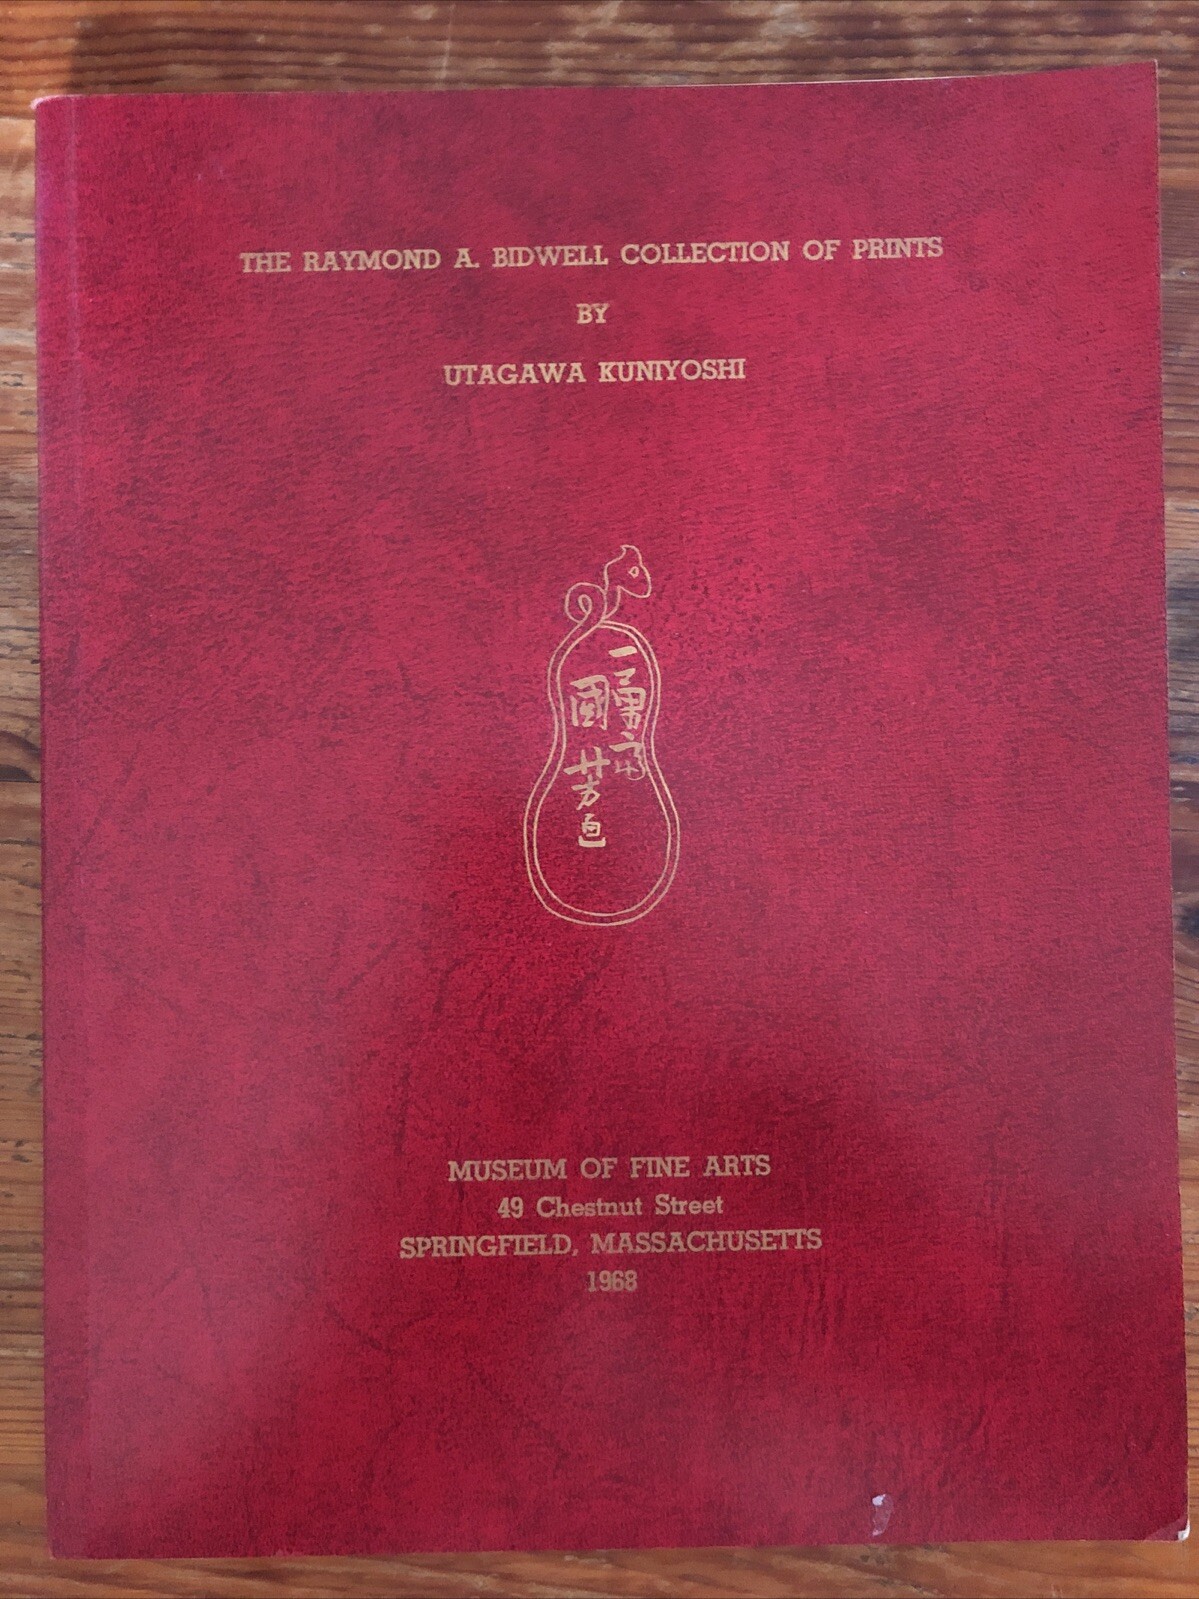 THE RAYMOND A. BIDWELL COLLECTION OF PRINTS
BY
UTAGAWA KUNIYOSHI
一勇斎
國芳画
MUSEUM OF FINE ARTS
49 Chestnut Street
SPRINGFIELD, MASSACHUSETTS
1968